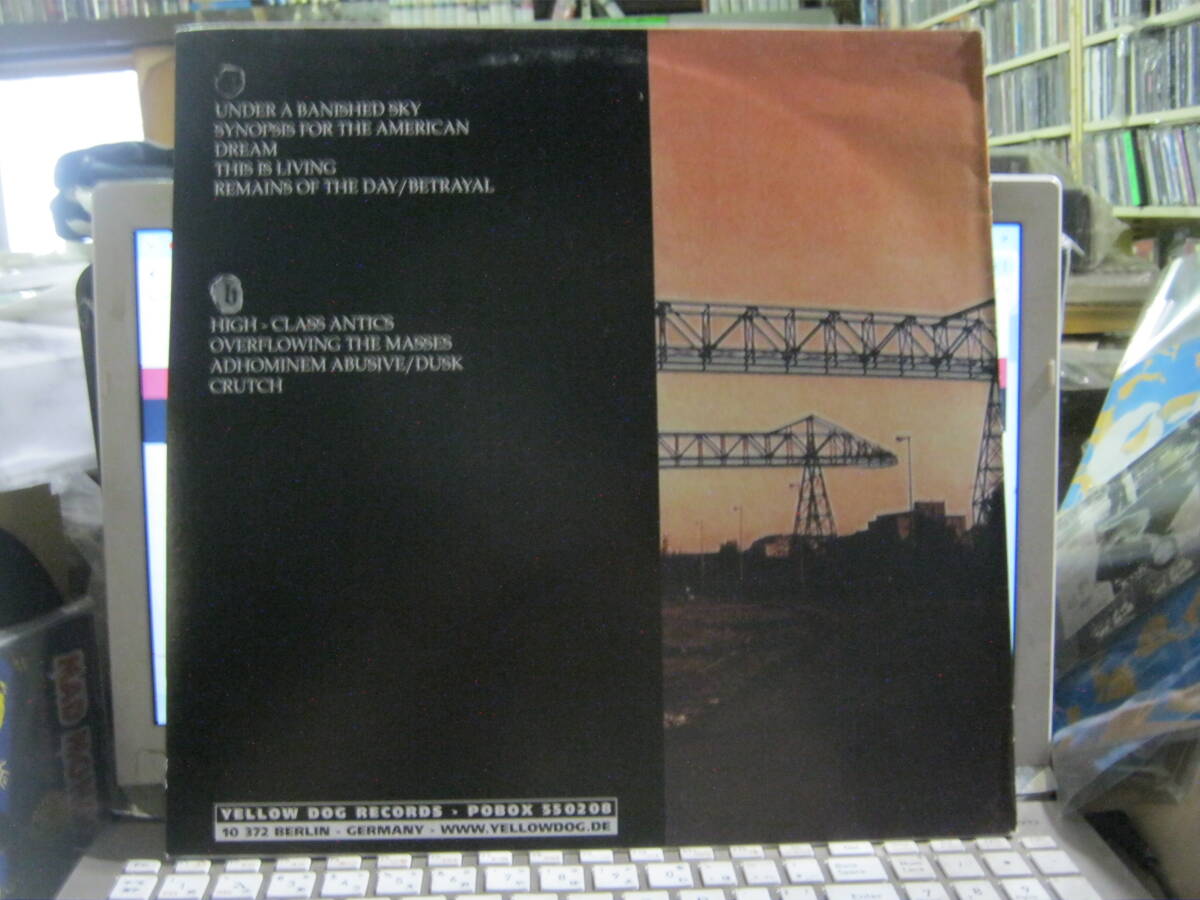 UNDER A BANISHED SKY
SYNOPSIS FOR THE AMERICAN
DREAM
THIS IS LIVING
REMAINS OF THE DAY/BETRAYAL
b
HIGH - CLASS ANTICS
OVERFLOWING THE MASSES
ADHOMINEM ABUSIVE/DUSK
CRUTCH
YELLOW DOG RECORDS - POBOX 550208
10 372 BERLIN - GERMANY - WWW.YELLOWDOG.DE
MAD